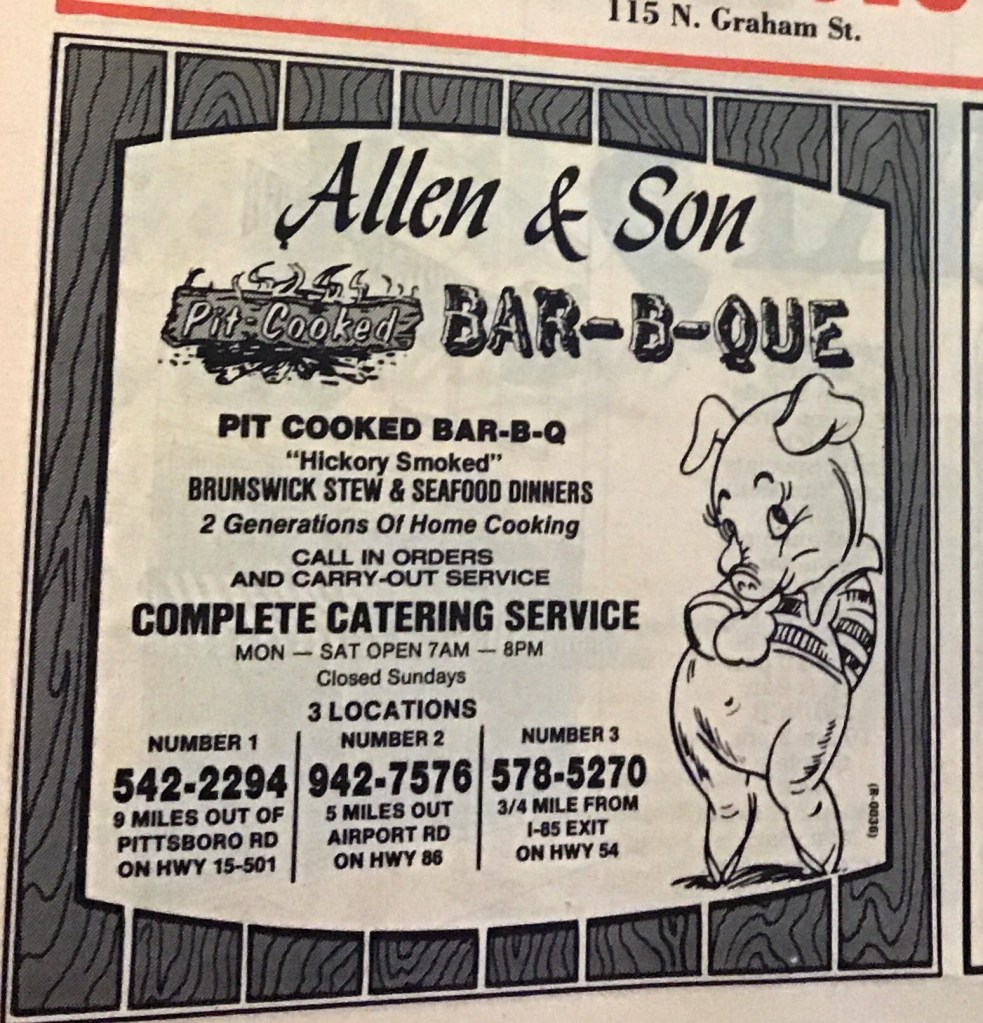 115 N. Graham St.
Allen & Son
Pit-Cooked
BAR-B-QUE
PIT COOKED BAR-B-Q
"Hickory Smoked"
BRUNSWICK STEW & SEAFOOD DINNERS
2 Generations Of Home Cooking
CALL IN ORDERS
AND CARRY-OUT SERVICE
COMPLETE CATERING SERVICE
MON — SAT OPEN 7AM — 8PM
Closed Sundays
3 LOCATIONS
NUMBER 1
542-2294
9 MILES OUT OF
PITTSBORO RD
ON HWY 15-501
NUMBER 2
942-7576
5 MILES OUT
AIRPORT RD
ON HWY 86
NUMBER 3
578-5270
3/4 MILE FROM
I-85 EXIT
ON HWY 54